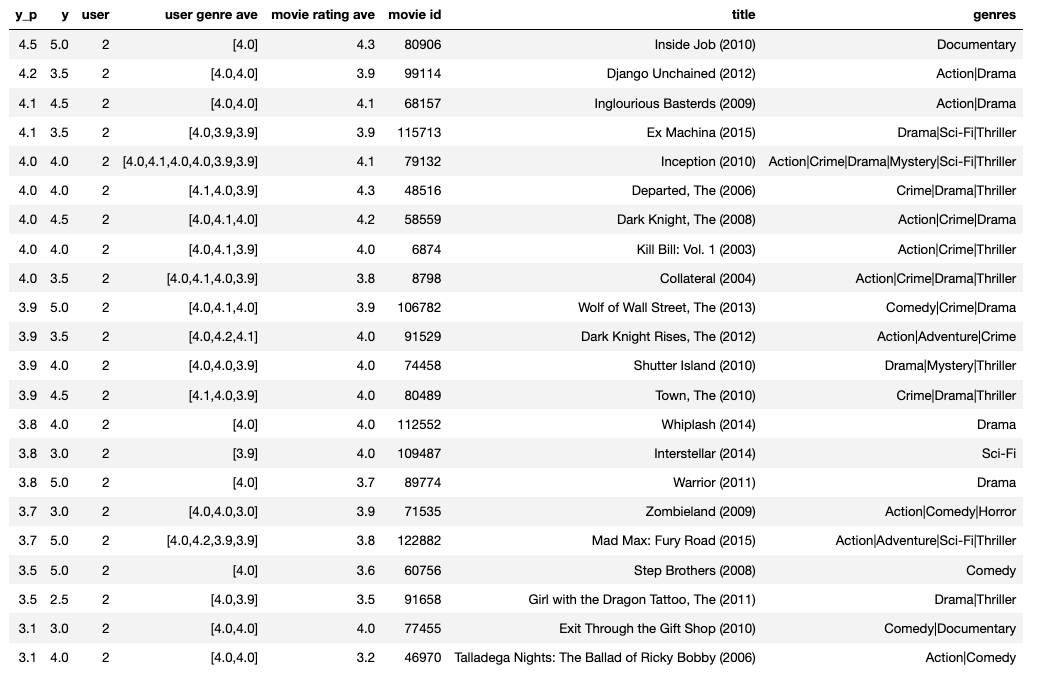 y_p y user user genre ave movie rating ave movie id title genres
4.5 5.0 2 [4.0] 4.3 80906 Inside Job (2010) Documentary
4.2 3.5 2 [4.0,4.0] 3.9 99114 Django Unchained (2012) Action|Drama
4.1 4.5 2 [4.0,4.0] 4.1 68157 Inglourious Basterds (2009) Action|Drama
4.1 3.5 2 [4.0,3.9,3.9] 3.9 115713 Ex Machina (2015) Drama|Sci-Fi|Thriller
4.0 4.0 2 [4.0,4.1,4.0,4.0,3.9,3.9] 4.1 79132 Inception (2010) Action|Crime|Drama|Mystery|Sci-Fi|Thriller
4.0 4.0 2 [4.1,4.0,3.9] 4.3 48516 Departed, The (2006) Crime|Drama|Thriller
4.0 4.5 2 [4.0,4.1,4.0] 4.2 58559 Dark Knight, The (2008) Action|Crime|Drama
4.0 4.0 2 [4.0,4.1,3.9] 4.0 6874 Kill Bill: Vol. 1 (2003) Action|Crime|Thriller
4.0 3.5 2 [4.0,4.1,4.0,3.9] 3.8 8798 Collateral (2004) Action|Crime|Drama|Thriller
3.9 5.0 2 [4.0,4.1,4.0] 3.9 106782 Wolf of Wall Street, The (2013) Comedy|Crime|Drama
3.9 3.5 2 [4.0,4.2,4.1] 4.0 91529 Dark Knight Rises, The (2012) Action|Adventure|Crime
3.9 4.0 2 [4.0,4.0,3.9] 4.0 74458 Shutter Island (2010) Drama|Mystery|Thriller
3.9 4.5 2 [4.1,4.0,3.9] 4.0 80489 Town, The (2010) Crime|Drama|Thriller
3.8 4.0 2 [4.0] 4.0 112552 Whiplash (2014) Drama
3.8 3.0 2 [3.9] 4.0 109487 Interstellar (2014) Sci-Fi
3.8 5.0 2 [4.0] 3.7 89774 Warrior (2011) Drama
3.7 3.0 2 [4.0,4.0,3.0] 3.9 71535 Zombieland (2009) Action|Comedy|Horror
3.7 5.0 2 [4.0,4.2,3.9,3.9] 3.8 122882 Mad Max: Fury Road (2015) Action|Adventure|Sci-Fi|Thriller
3.5 5.0 2 [4.0] 3.6 60756 Step Brothers (2008) Comedy
3.5 2.5 2 [4.0,3.9] 3.5 91658 Girl with the Dragon Tattoo, The (2011) Drama|Thriller
3.1 3.0 2 [4.0,4.0] 4.0 77455 Exit Through the Gift Shop (2010) Comedy|Documentary
3.1 4.0 2 [4.0,4.0] 3.2 46970 Talladega Nights: The Ballad of Ricky Bobby (2006) Action|Comedy